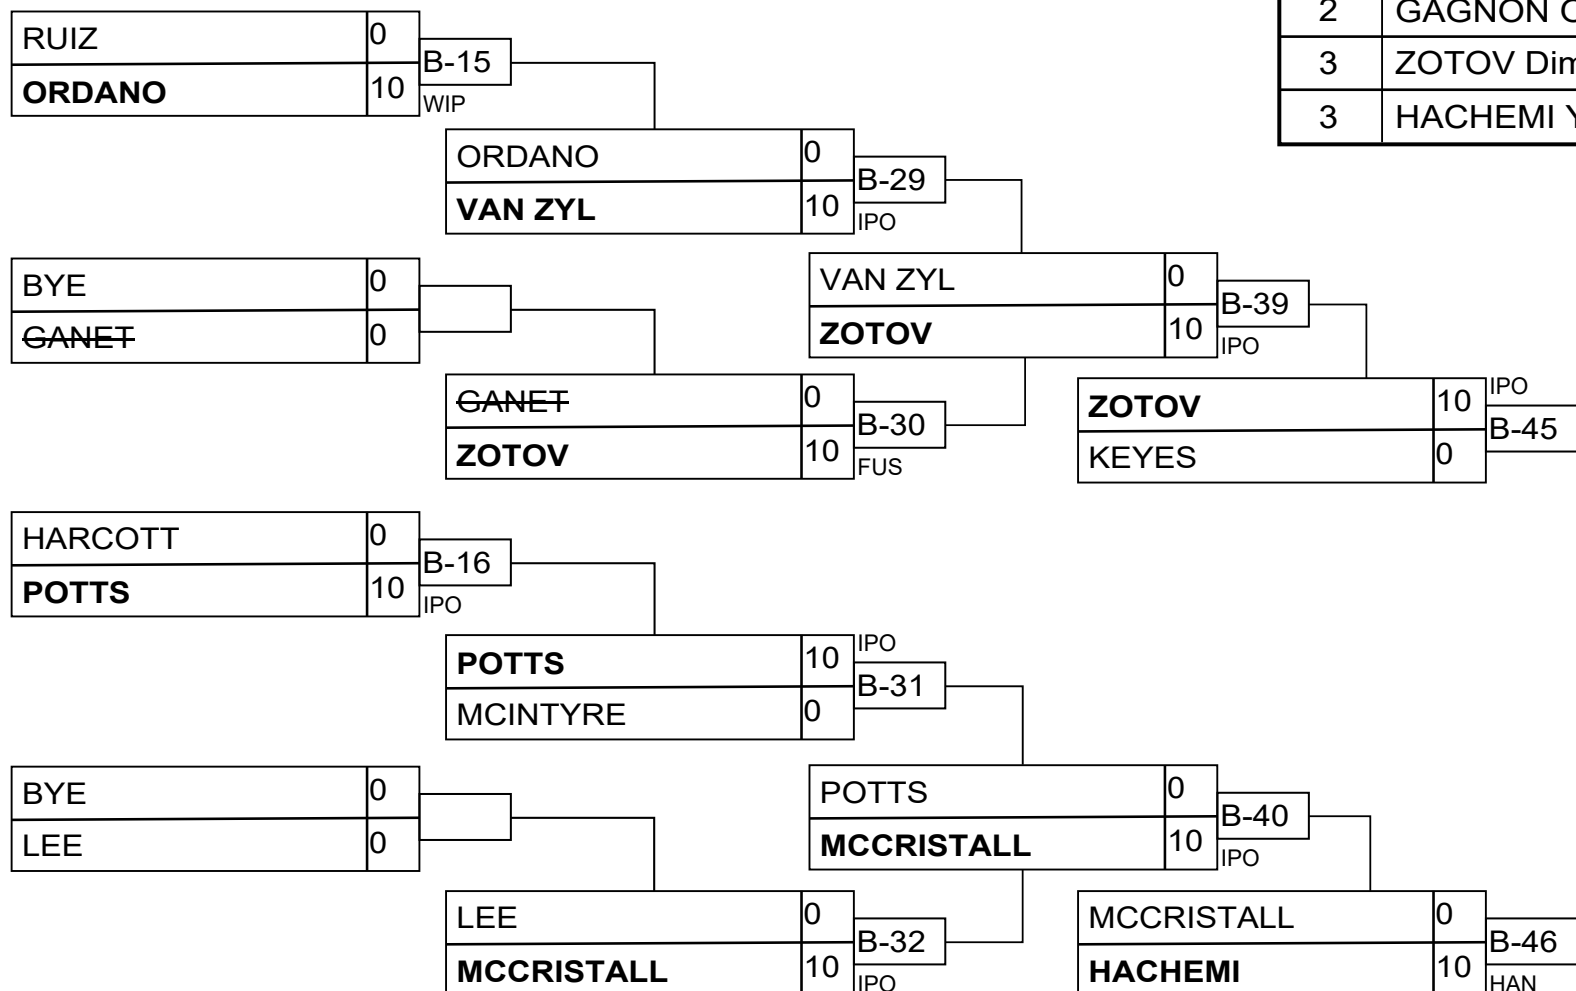 2 GAGNON
3 ZOTOV
3 HACHEMI
RUIZ 0
ORDANO 10
B-15
WIP
ORDANO 0
VAN ZYL 10
B-29
IPO
BYE 0
GANET 0
VAN ZYL 0
ZOTOV 10
B-39
IPO
GANET 0
ZOTOV 10
B-30
FUS
ZOTOV 10
KEYES 0
IPO
B-45
HARCOTT 0
POTTS 10
B-16
IPO
POTTS 10
MCINTYRE 0
IPO
B-31
BYE 0
LEE 0
POTTS 0
MCCRISTALL 10
B-40
IPO
LEE 0
MCCRISTALL 10
B-32
IPO
MCCRISTALL 0
HACHEMI 10
B-46
HAN